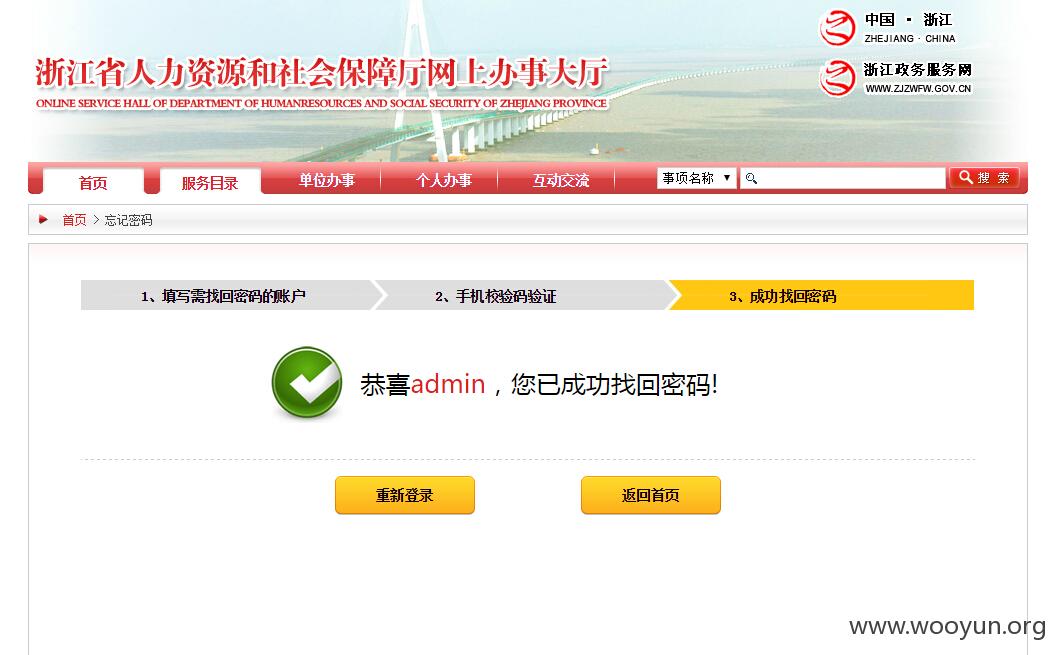 中国 · 浙江
ZHEJIANG · CHINA
浙江省人力资源和社会保障厅网上办事大厅
ONLINE SERVICE HALL OF DEPARTMENT OF HUMANRESOURCES AND SOCIAL SECURITY OF ZHEJIANG PROVINCE
浙江政务服务网
WWW.ZJZWFW.GOV.CN
首页 服务目录 单位办事 个人办事 互动交流 事项名称 搜 索
首页 > 忘记密码
1、填写需找回密码的账户 2、手机校验码验证 3、成功找回密码
恭喜admin，您已成功找回密码!
重新登录 返回首页
www.wooyun.org